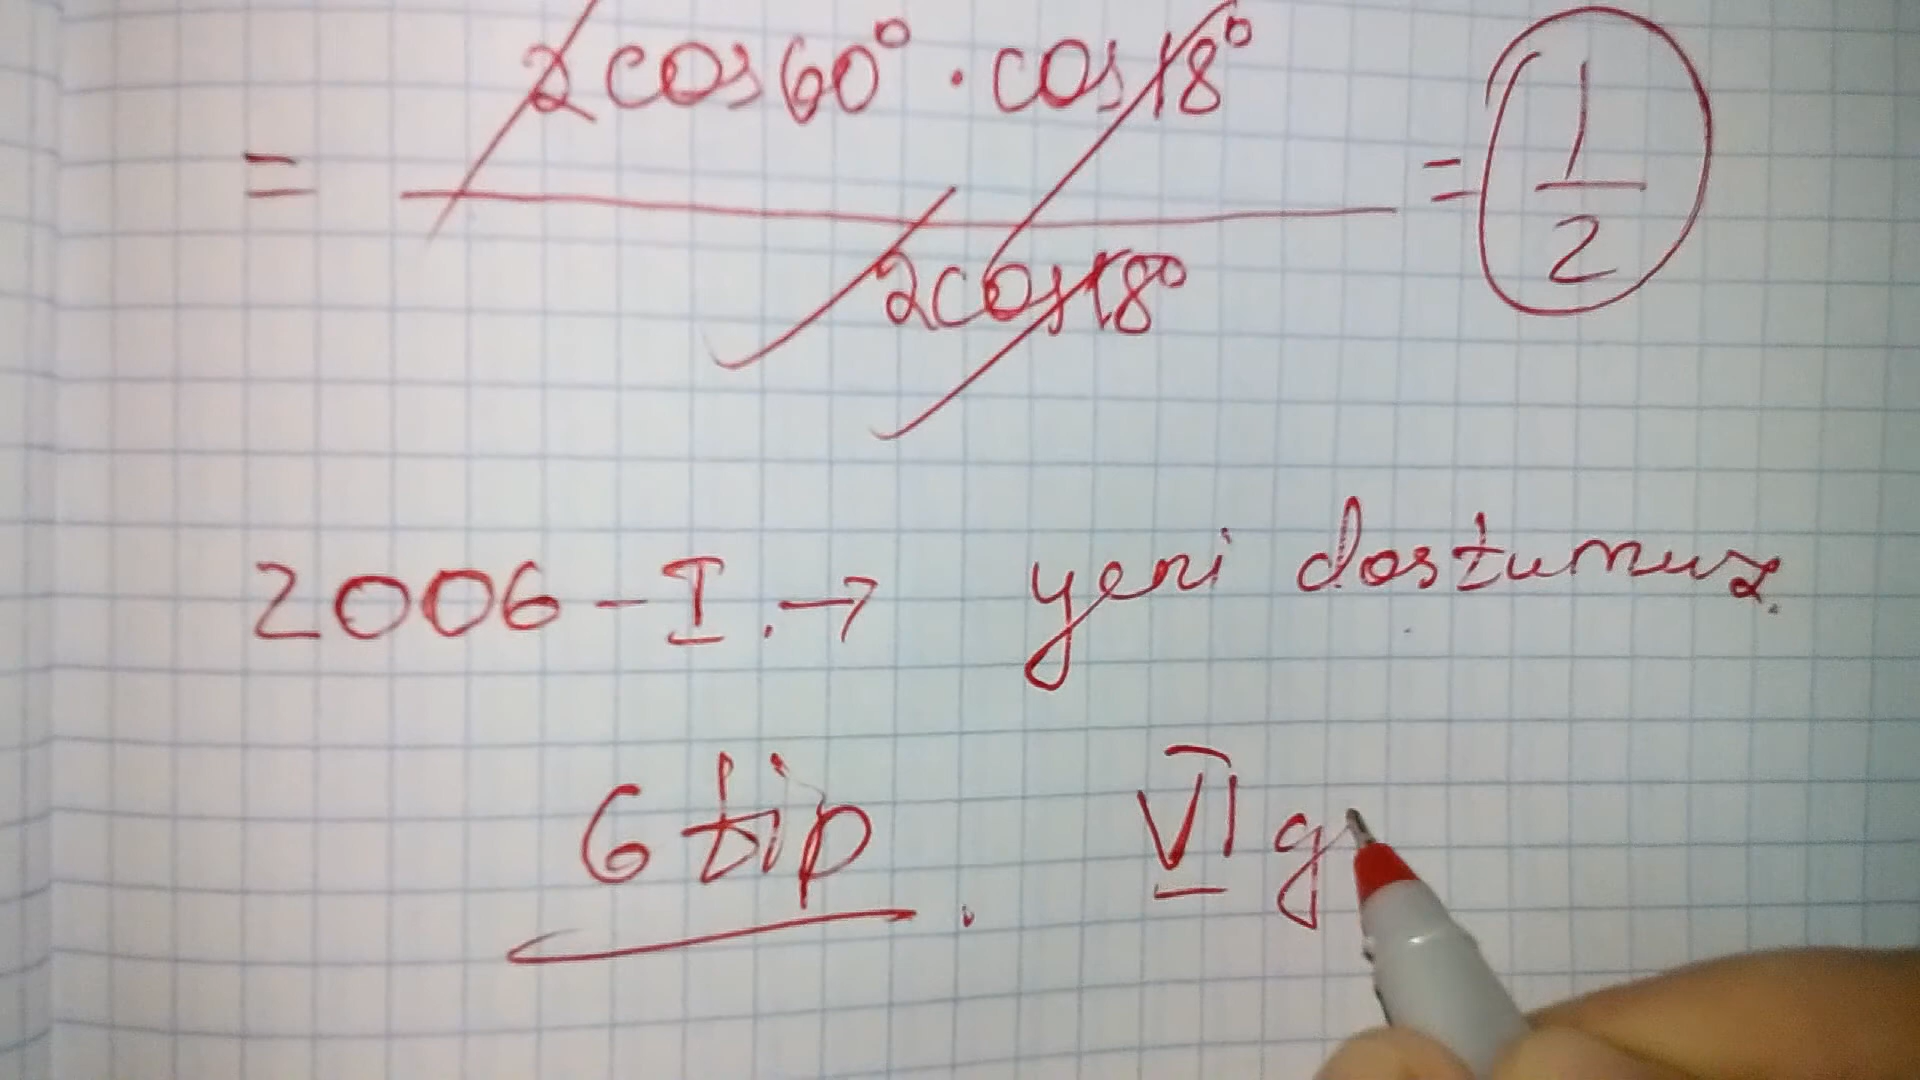 = 2cos60° · cos18° / 2cos18° = 1/2
2006 - I. → yeni dostumuz.
6 tip. VI g